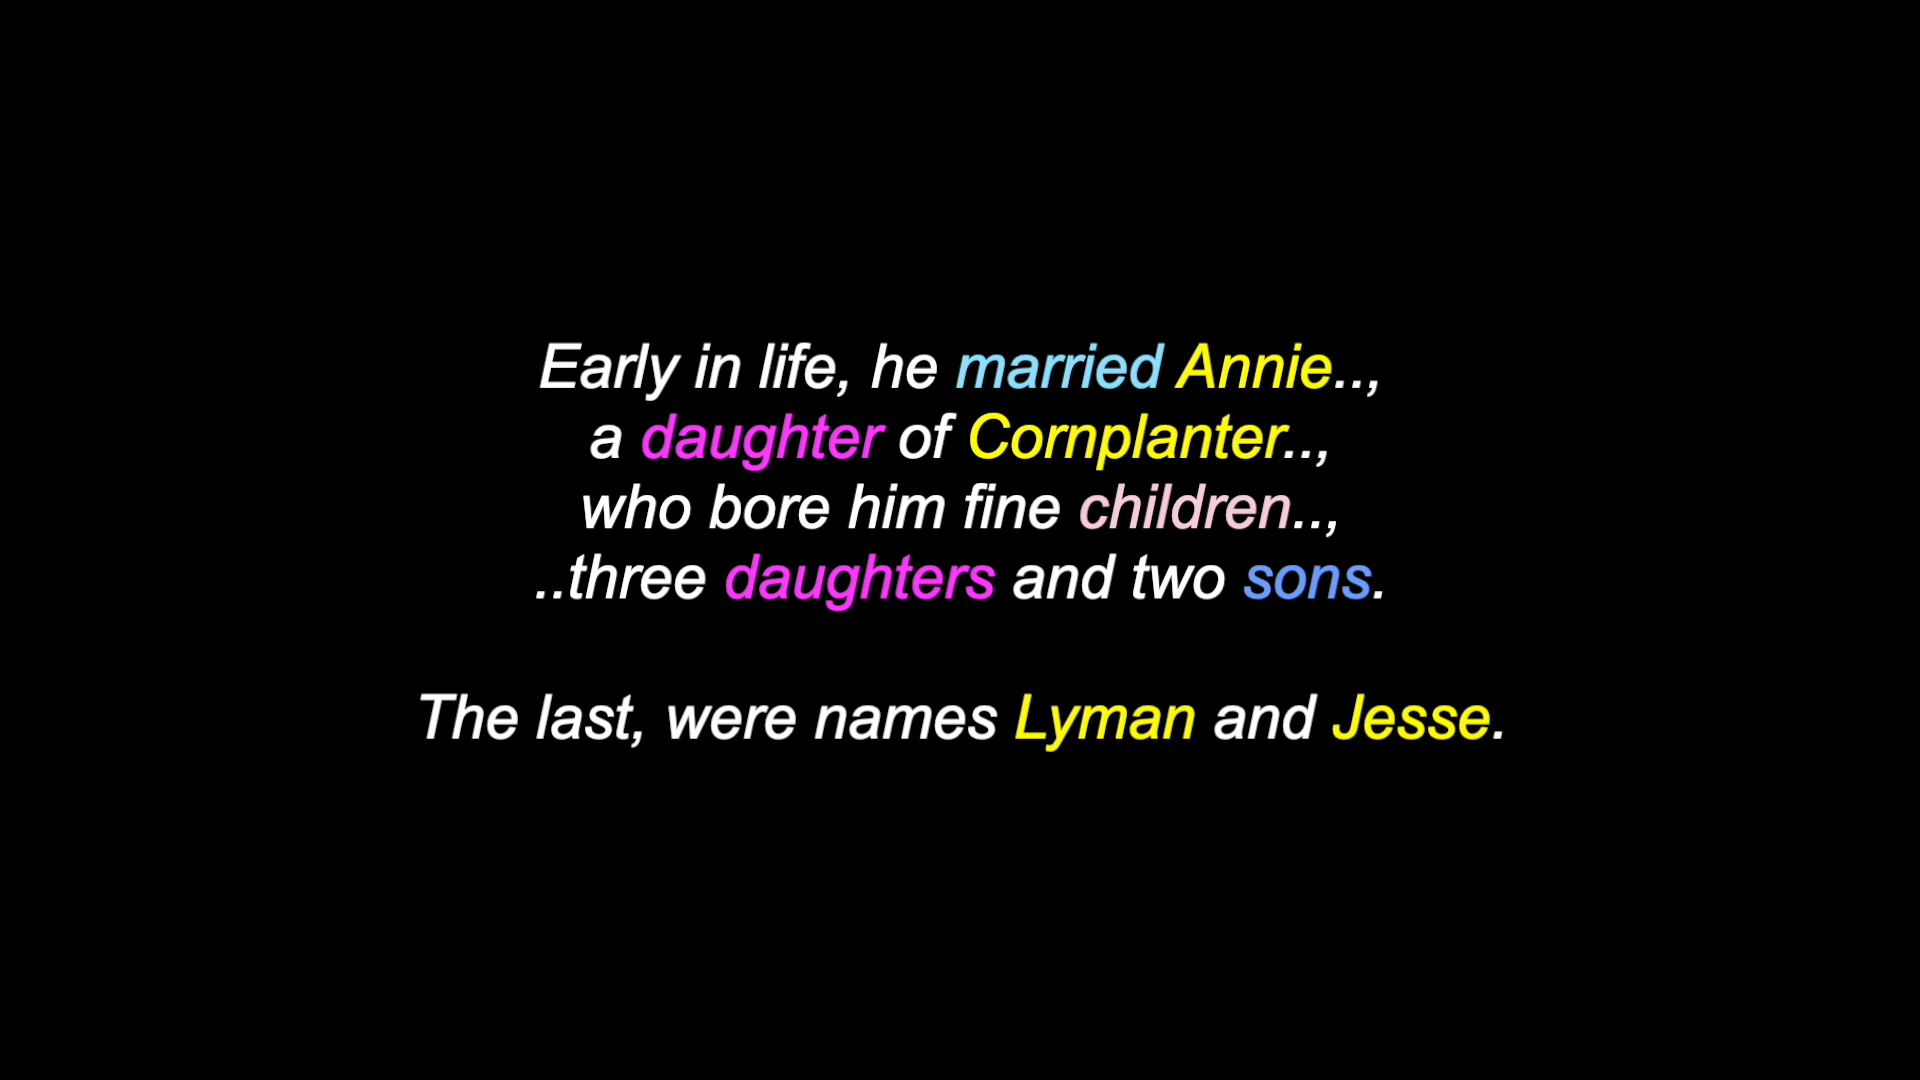 Early in life, he married Annie..,
a daughter of Cornplanter..,
who bore him fine children..,
..three daughters and two sons.
The last, were names Lyman and Jesse.